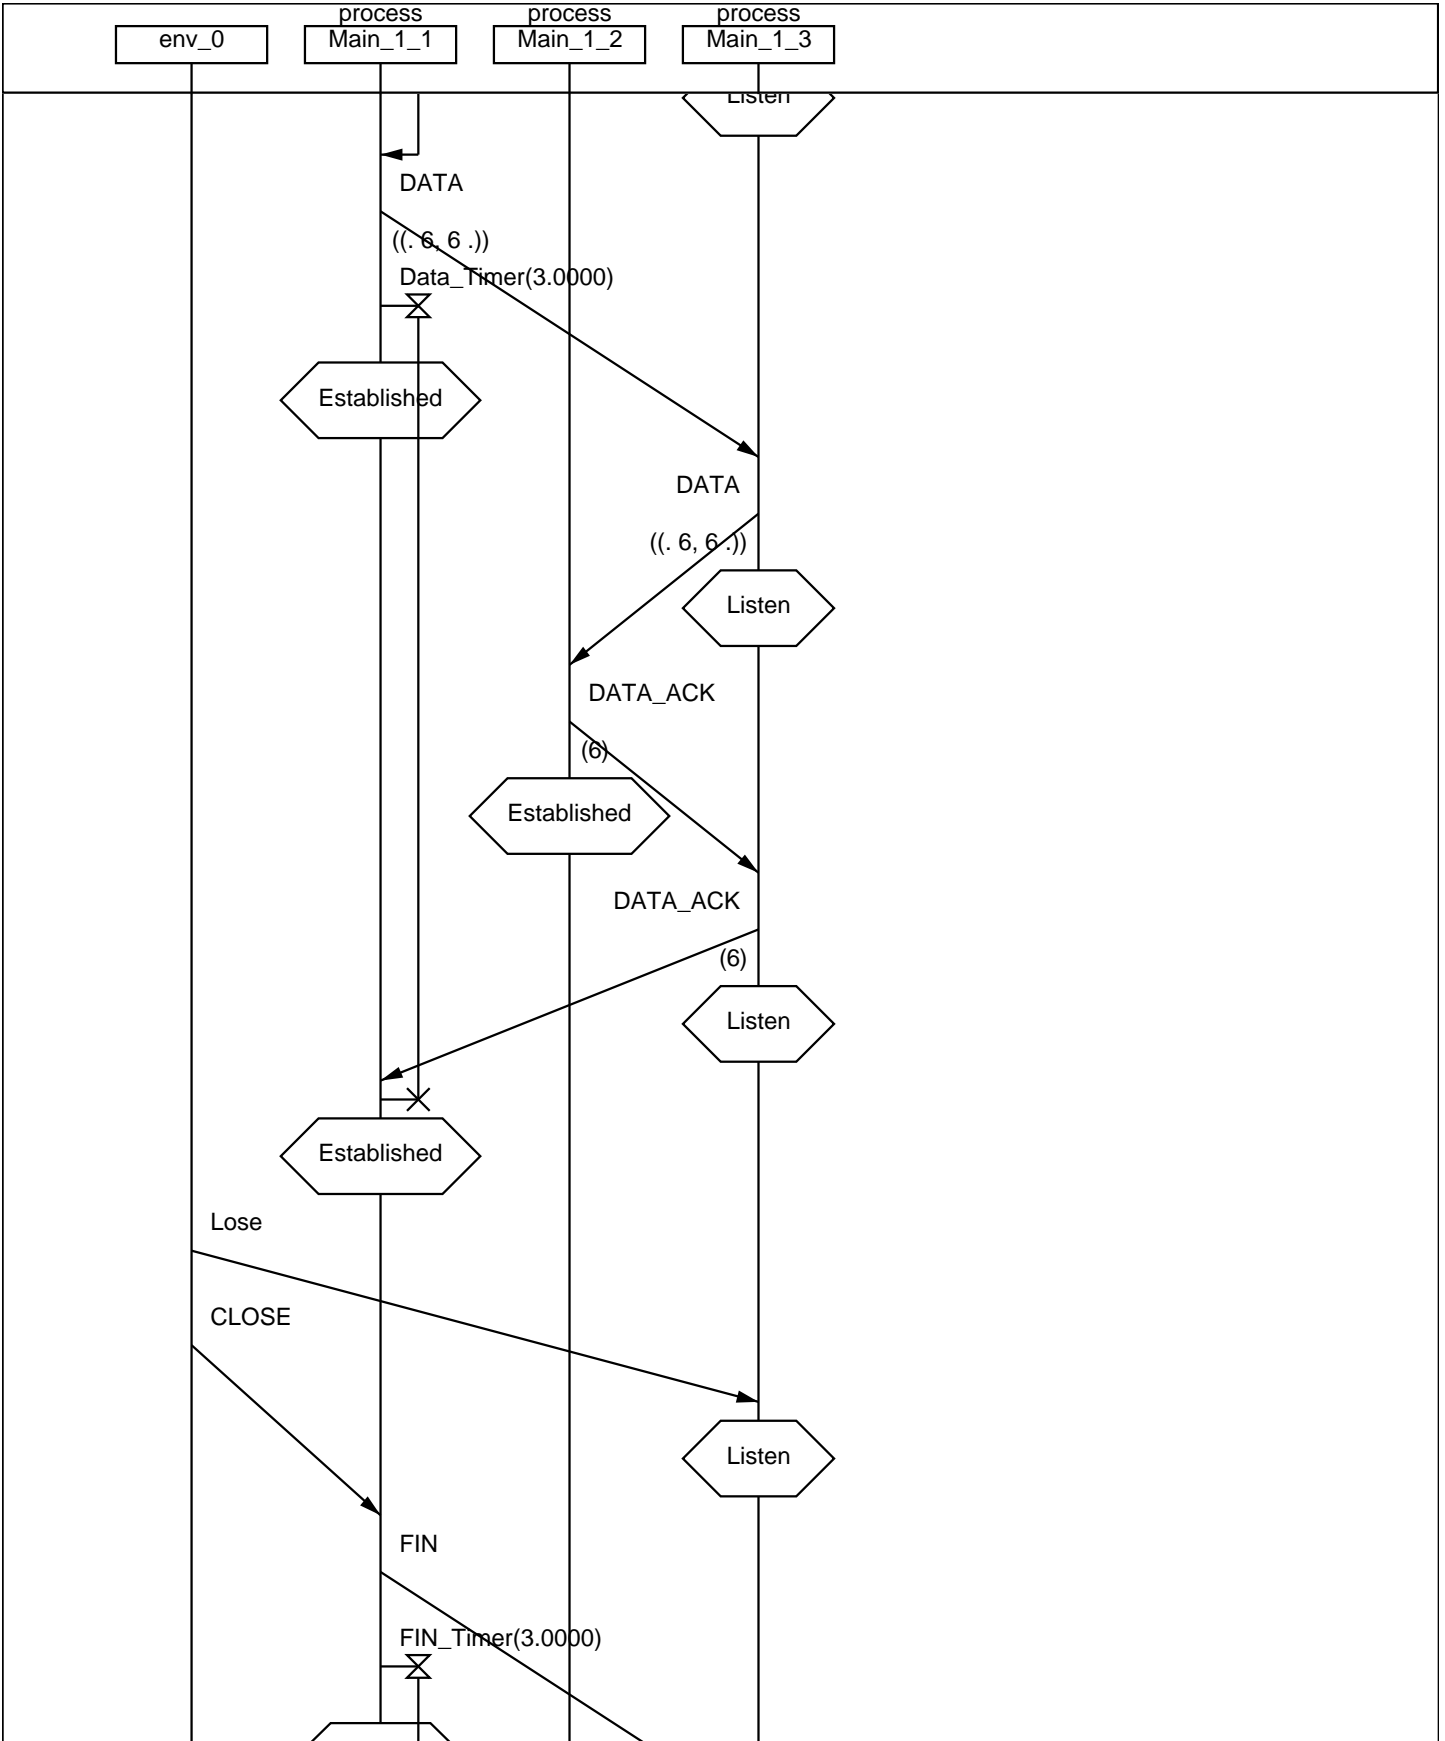 process process process
env_0 Main_1_1 Main_1_2 Main_1_3
Listen
DATA
((. 6, 6 .))
Data_Timer(3.0000)
Established
DATA
((. 6, 6 .))
Listen
DATA_ACK
(6)
Established
DATA_ACK
(6)
Listen
Established
Lose
CLOSE
Listen
FIN
FIN_Timer(3.0000)